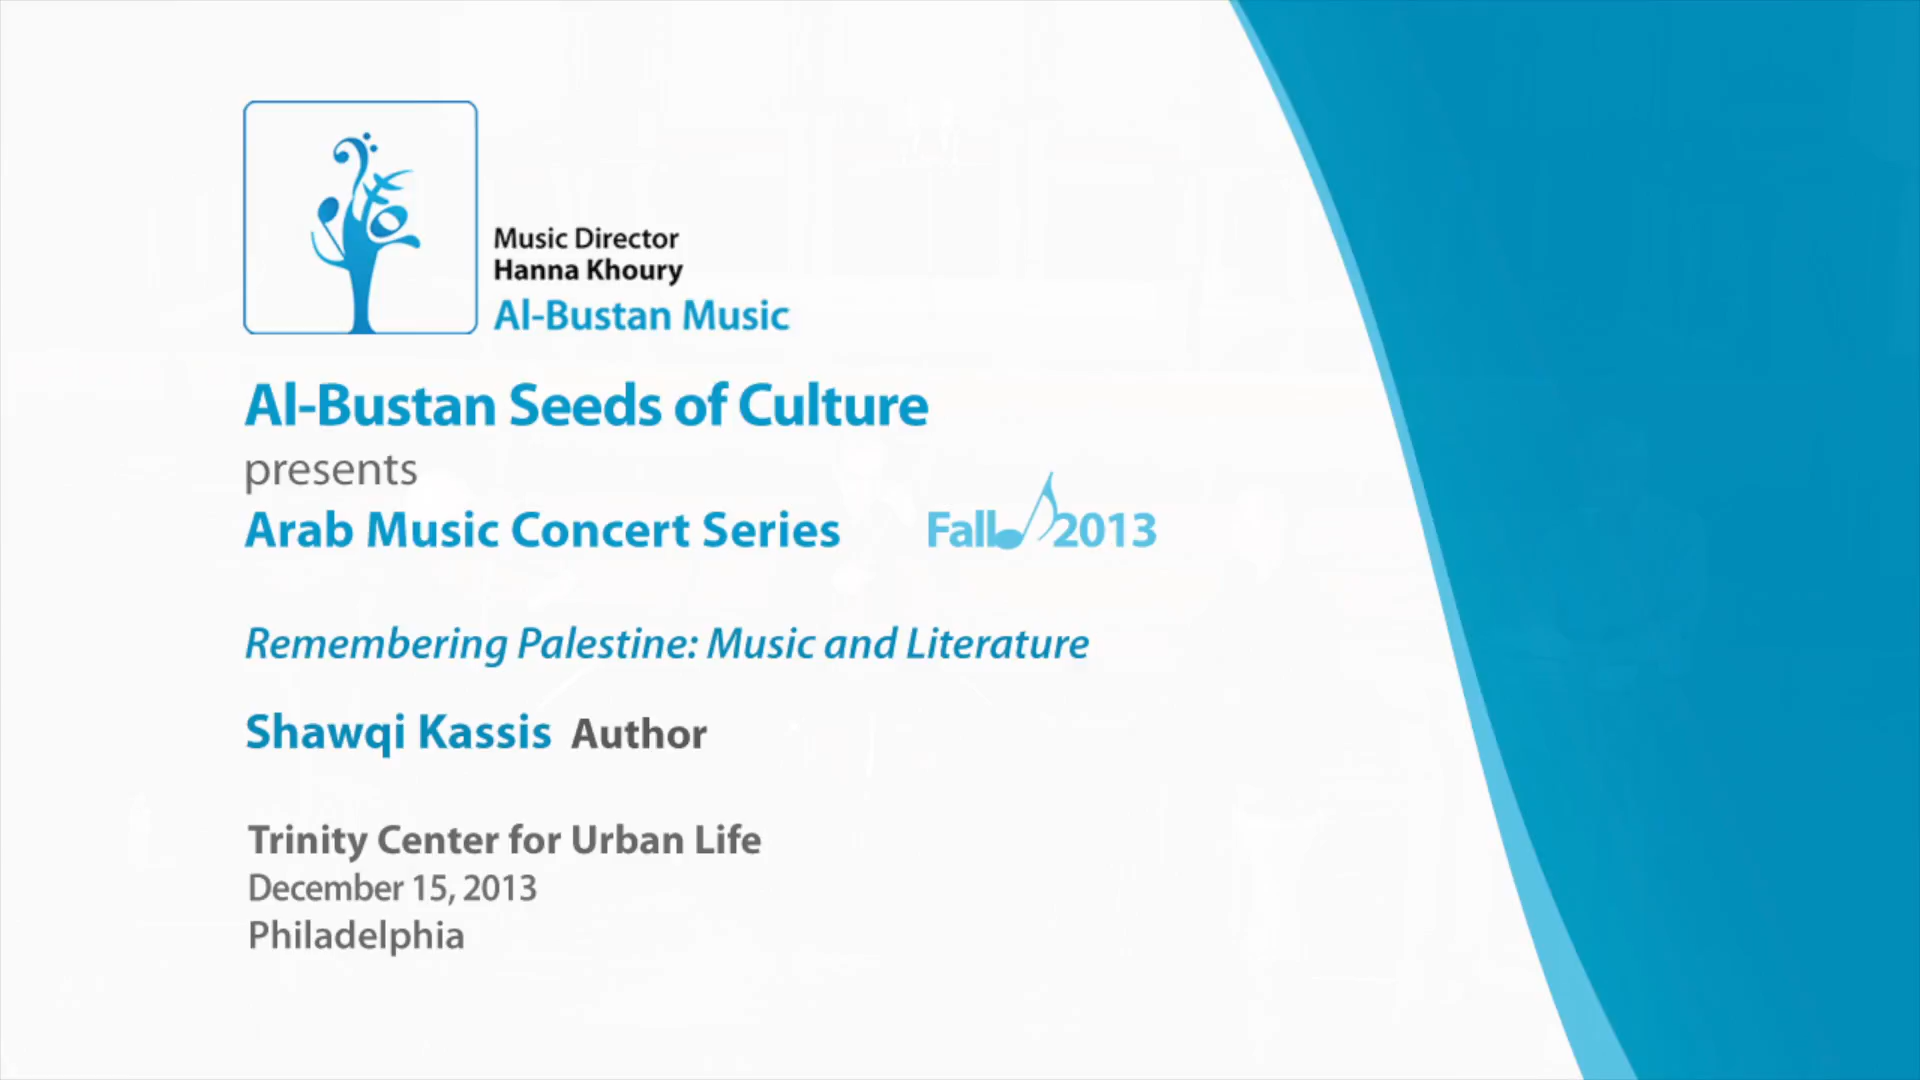 Music Director
Hanna Khoury
Al-Bustan Music
Al-Bustan Seeds of Culture
presents
Arab Music Concert Series Fall 2013
Remembering Palestine: Music and Literature
Shawqi Kassis Author
Trinity Center for Urban Life
December 15, 2013
Philadelphia